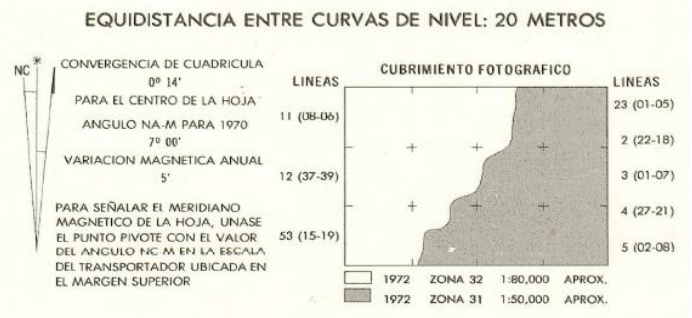 EQUIDISTANCIA ENTRE CURVAS DE NIVEL: 20 METROS
NC *
CONVERGENCIA DE CUADRICULA
0º 14'
PARA EL CENTRO DE LA HOJA
ANGULO NA-M PARA 1970
7º 00'
VARIACION MAGNETICA ANUAL
5'
PARA SEÑALAR EL MERIDIANO
MAGNETICO DE LA HOJA, UNASE
EL PUNTO PIVOTE CON EL VALOR
DEL ANGULO NC M EN LA ESCALA
DEL TRANSPORTADOR UBICADA EN
EL MARGEN SUPERIOR
CUBRIMIENTO FOTOGRAFICO
LINEAS
11 (08-06)
12 (37-39)
53 (15-19)
LINEAS
23 (01-05)
2 (22-18)
3 (01-07)
4 (27-21)
5 (02-08)
1972 ZONA 32 1:80,000 APROX.
1972 ZONA 31 1:50,000 APROX.